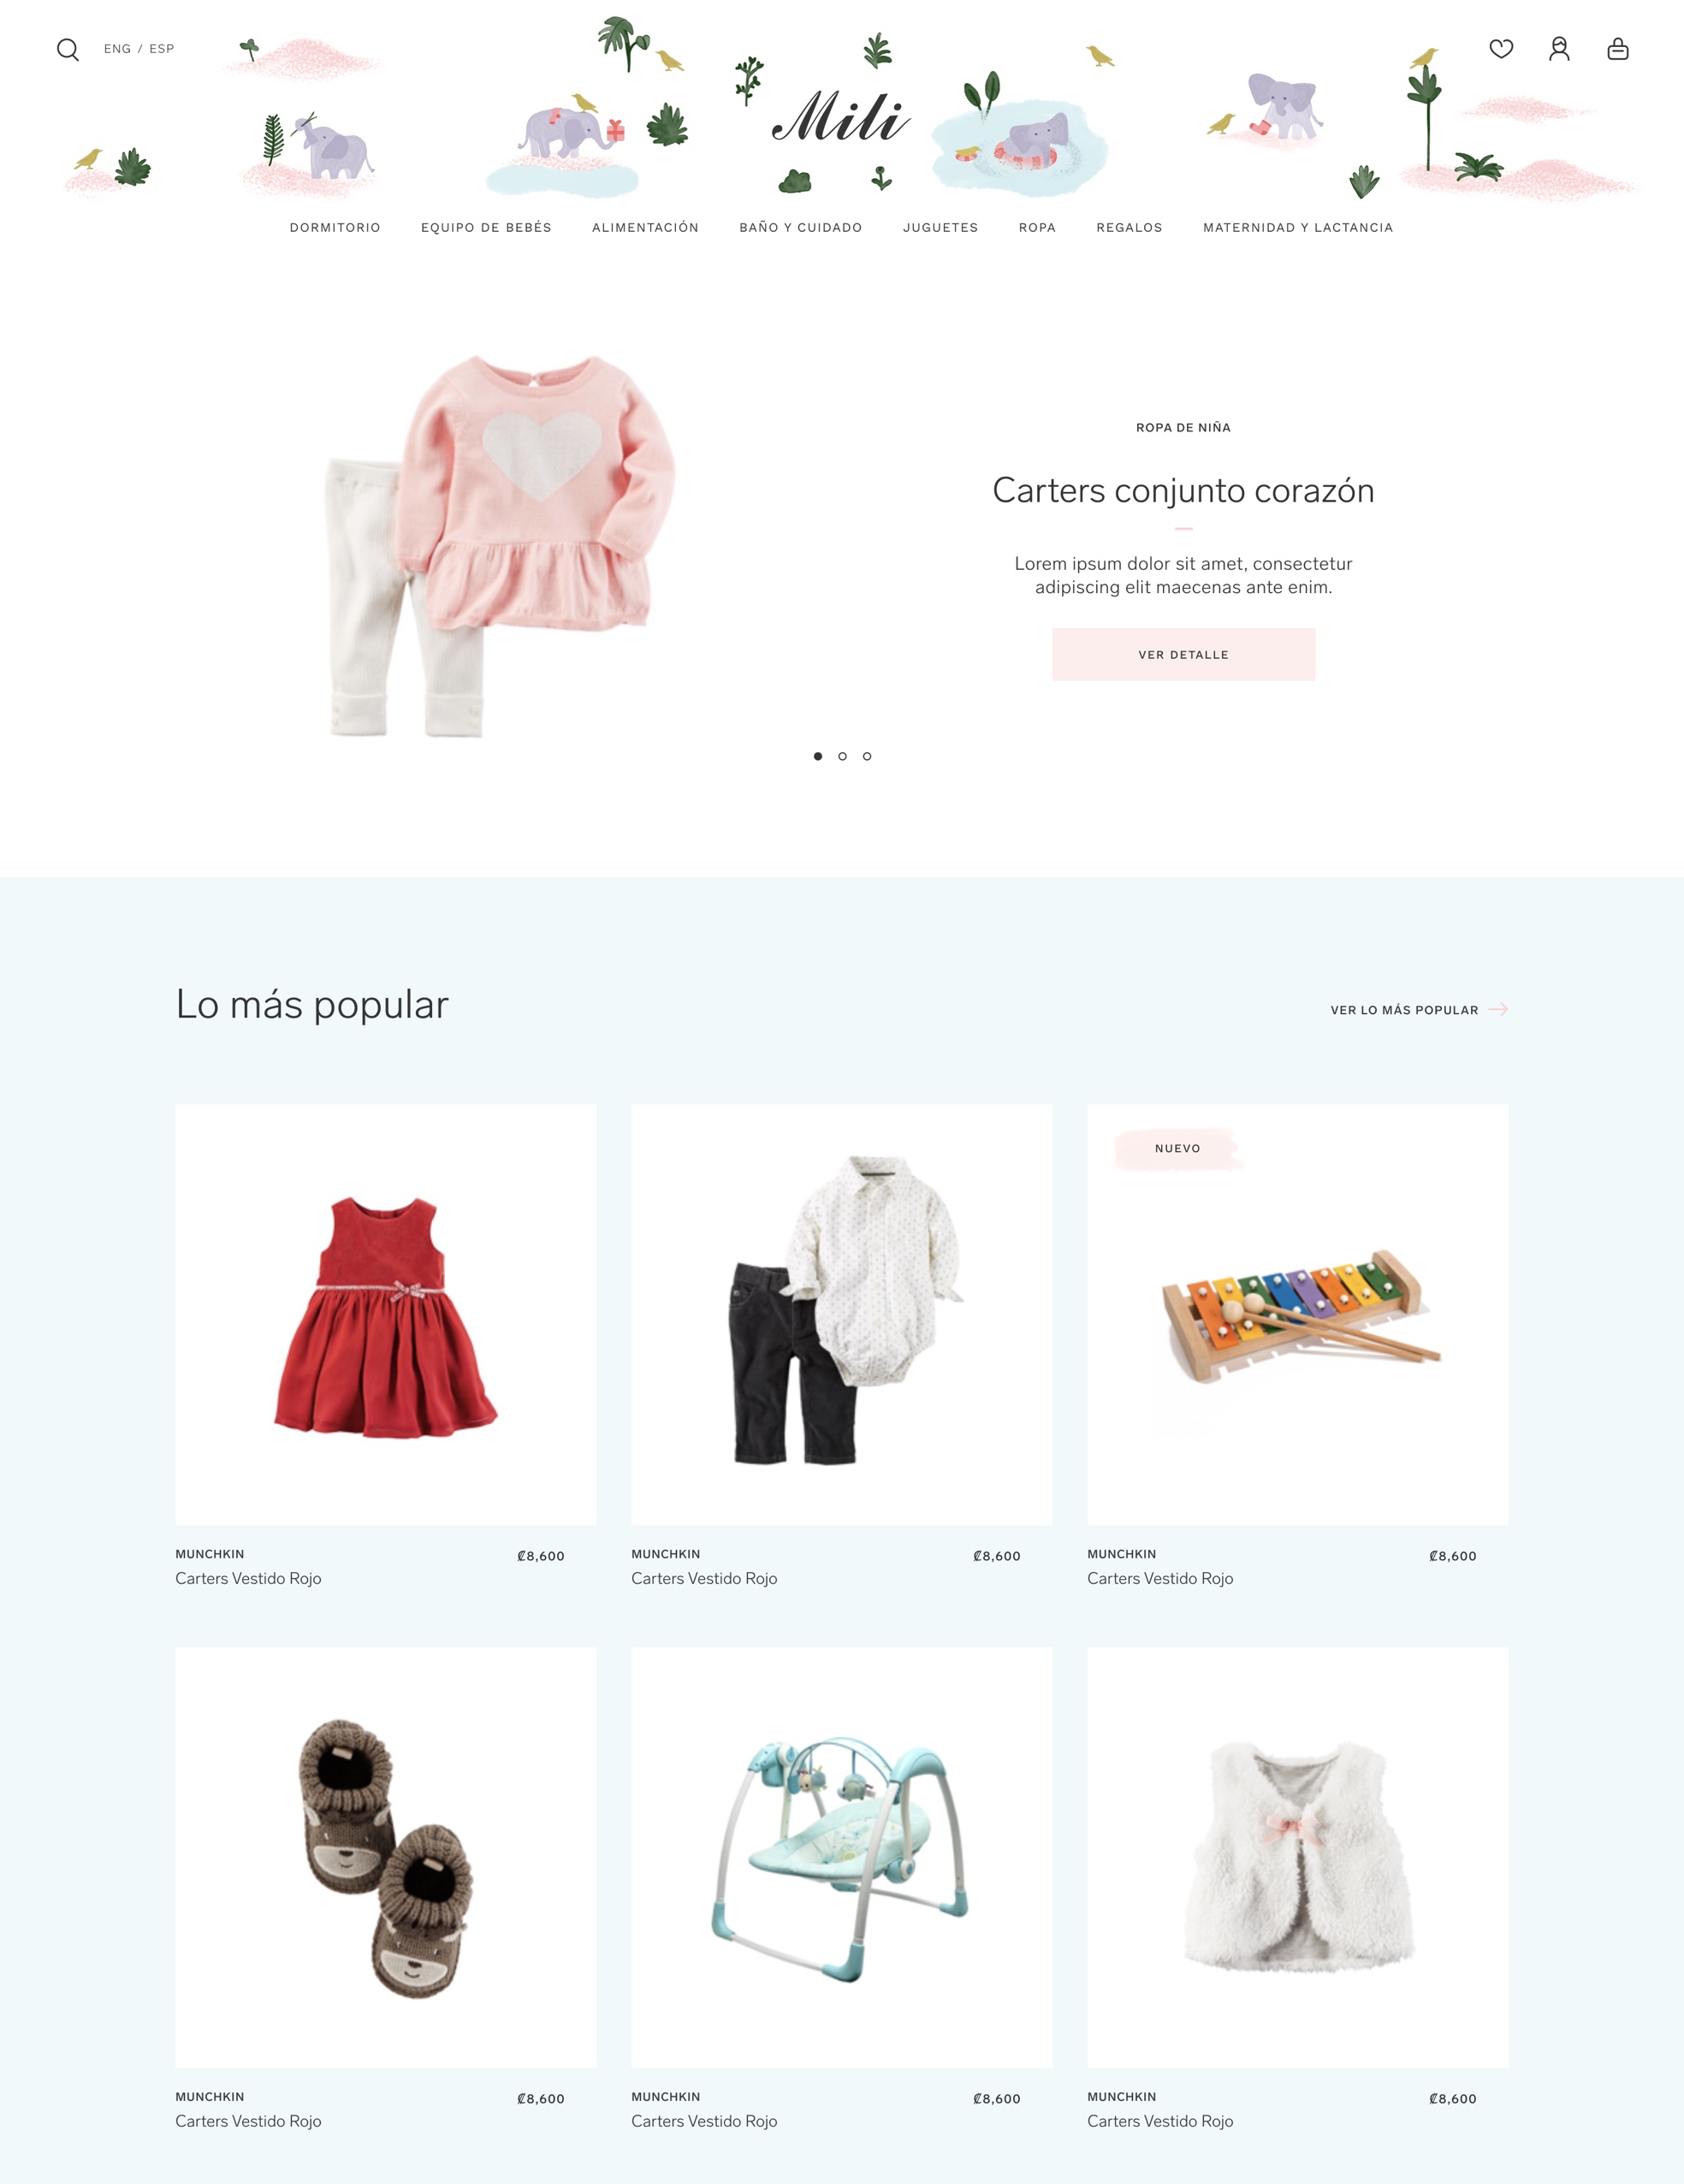 ENG / ESP
Mili
DORMITORIO EQUIPO DE BEBÉS ALIMENTACIÓN BAÑO Y CUIDADO JUGUETES ROPA REGALOS MATERNIDAD Y LACTANCIA
ROPA DE NIÑA
Carters conjunto corazón
Lorem ipsum dolor sit amet, consectetur
adipiscing elit maecenas ante enim.
VER DETALLE
Lo más popular
VER LO MÁS POPULAR
NUEVO
MUNCHKIN ₡8,600
Carters Vestido Rojo
MUNCHKIN ₡8,600
Carters Vestido Rojo
MUNCHKIN ₡8,600
Carters Vestido Rojo
MUNCHKIN ₡8,600
Carters Vestido Rojo
MUNCHKIN ₡8,600
Carters Vestido Rojo
MUNCHKIN ₡8,600
Carters Vestido Rojo